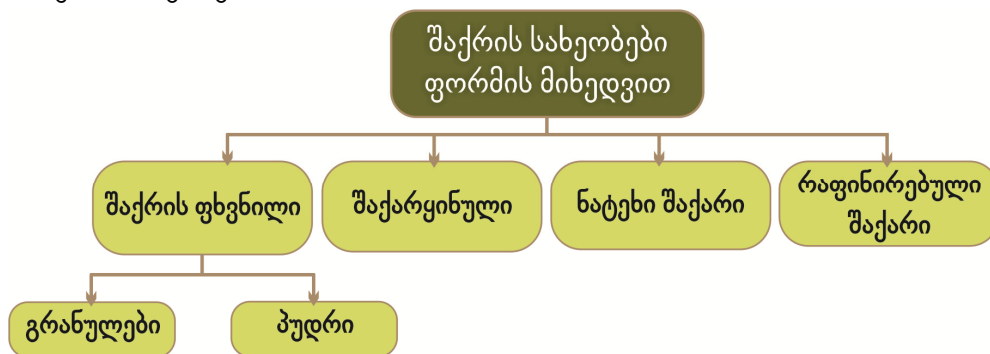 შაქრის სახეობები
ფორმის მიხედვით
შაქრის ფხვნილი
შაქარყინული
ნატეხი შაქარი
რაფინირებული
შაქარი
გრანულები
პუდრი